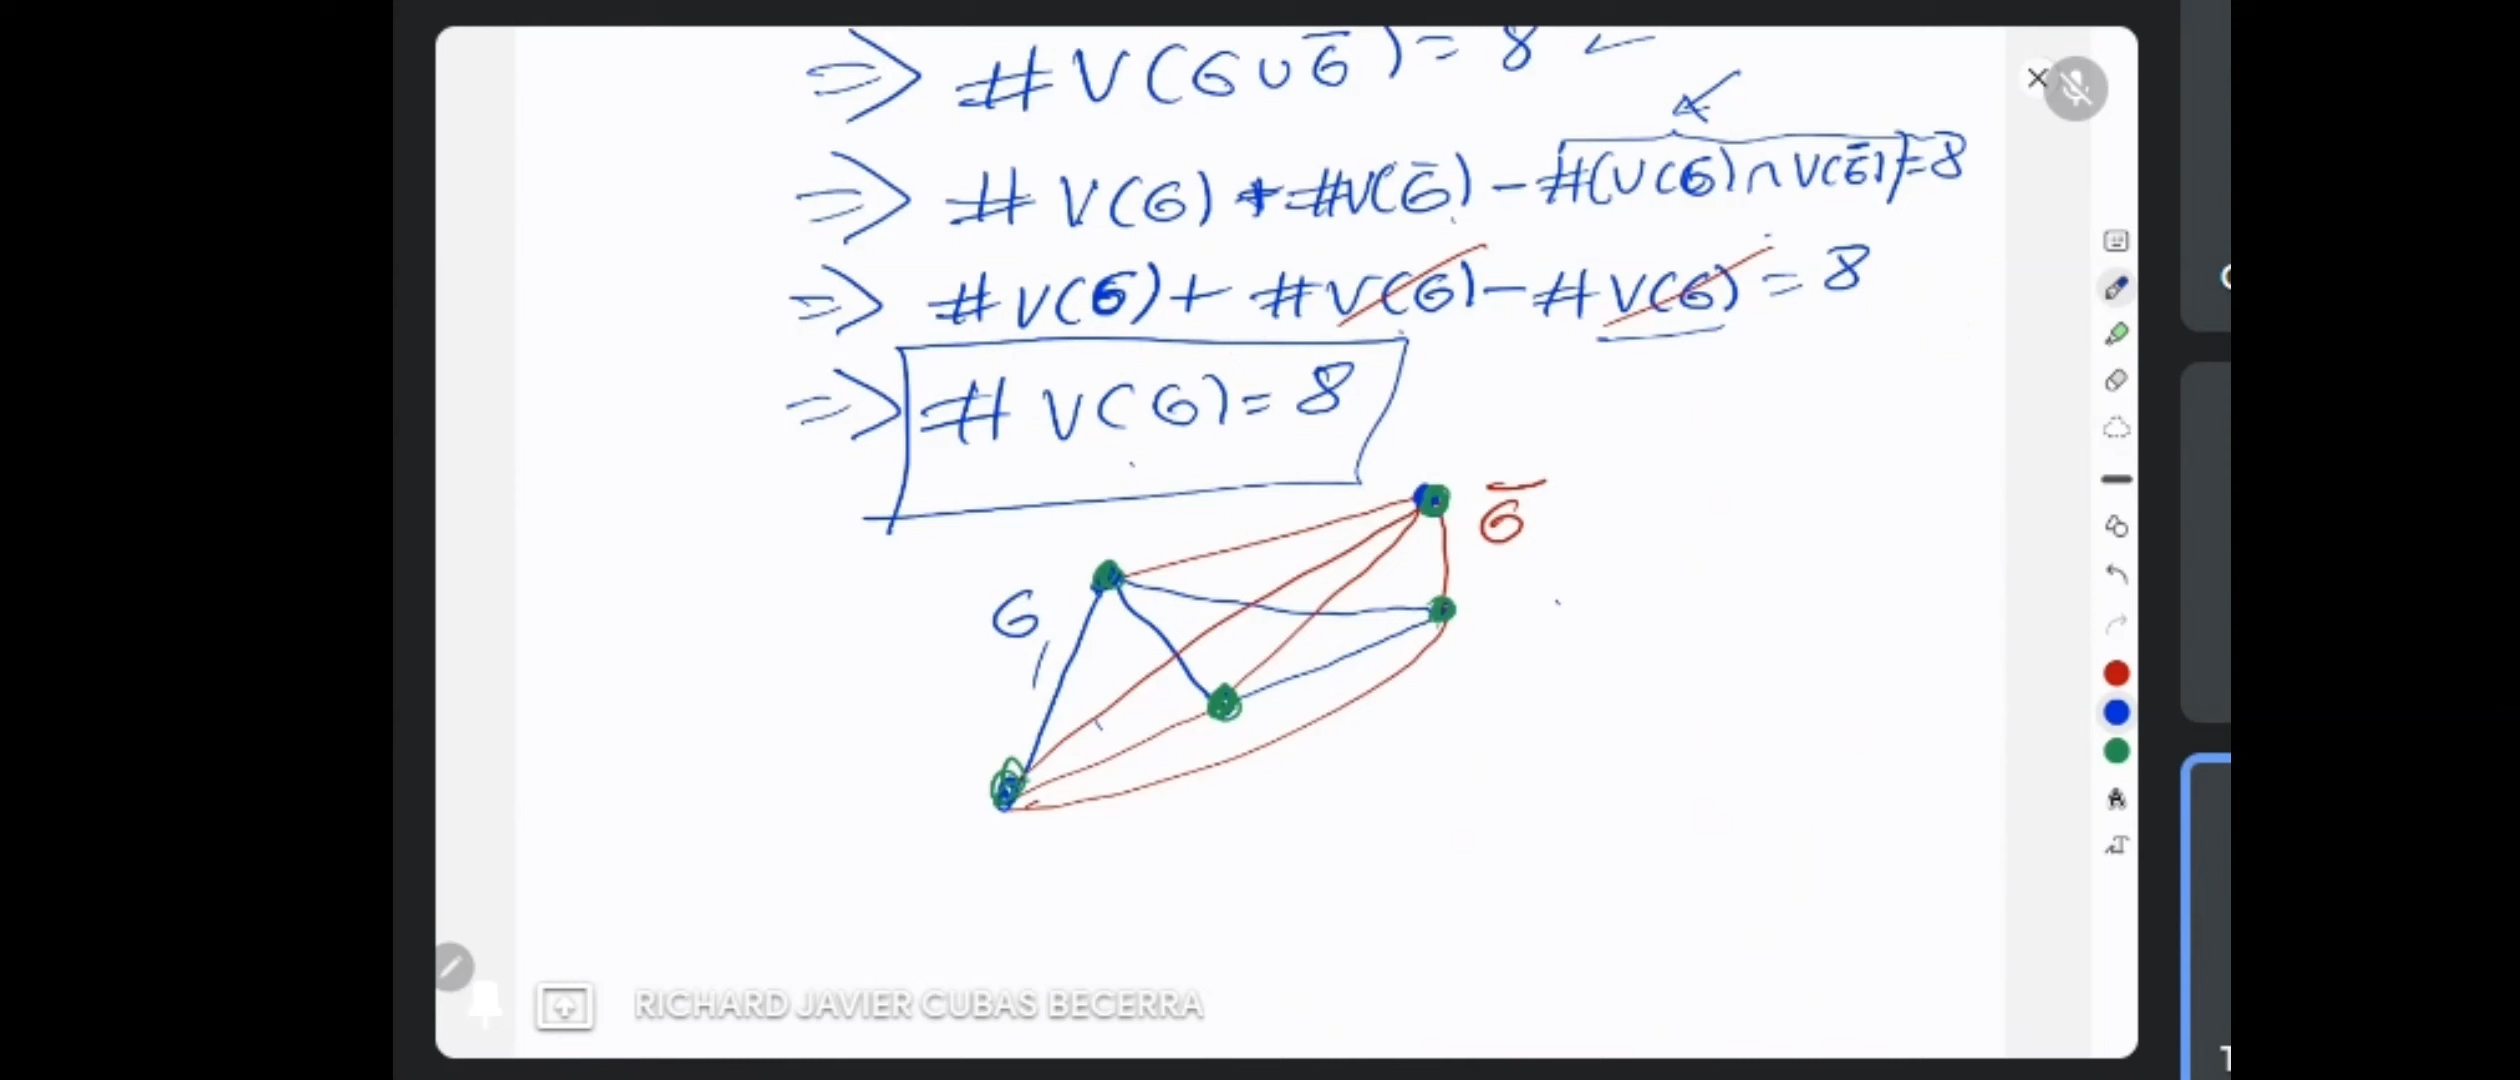 ⇒ # V(G ∪ G̅) = 8 ←
⇒ # V(G) + #V(G̅) - #(V(G) ∩ V(G̅)) = 8
⇒ # V(G) + # V(G) - # V(G) = 8
⇒ # V(G) = 8
G̅
G
RICHARD JAVIER CUBAS BECERRA